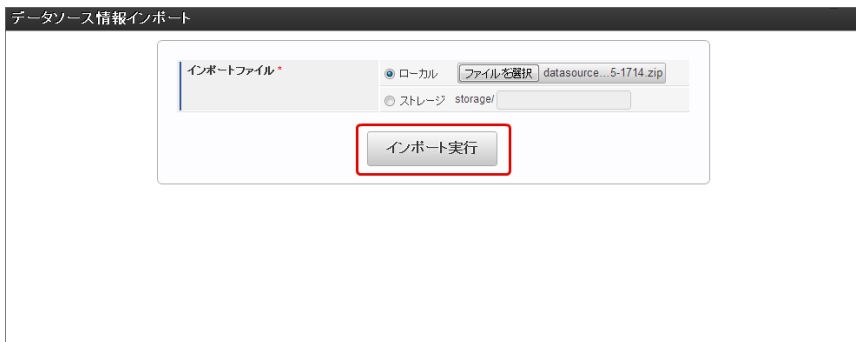 データソース情報インポート
インポートファイル * ローカル ファイルを選択 datasource...5-1714.zip
ストレージ storage/
インポート実行